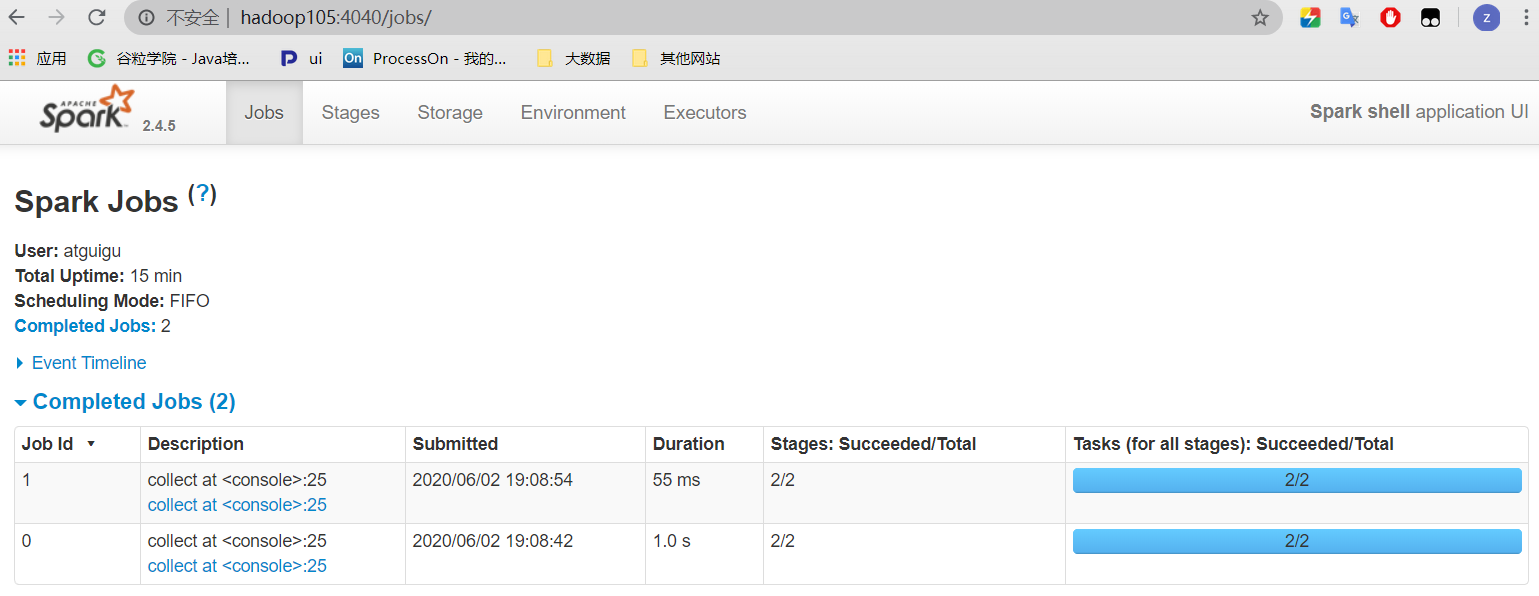 不安全 | hadoop105:4040/jobs/
应用 谷粒学院 - Java培... ui On ProcessOn - 我的... 大数据 其他网站
APACHE Spark 2.4.5 Jobs Stages Storage Environment Executors Spark shell application UI
Spark Jobs (?)
User: atguigu
Total Uptime: 15 min
Scheduling Mode: FIFO
Completed Jobs: 2
Event Timeline
Completed Jobs (2)
Job Id Description Submitted Duration Stages: Succeeded/Total Tasks (for all stages): Succeeded/Total
1 collect at <console>:25 2020/06/02 19:08:54 55 ms 2/2 2/2
collect at <console>:25
0 collect at <console>:25 2020/06/02 19:08:42 1.0 s 2/2 2/2
collect at <console>:25